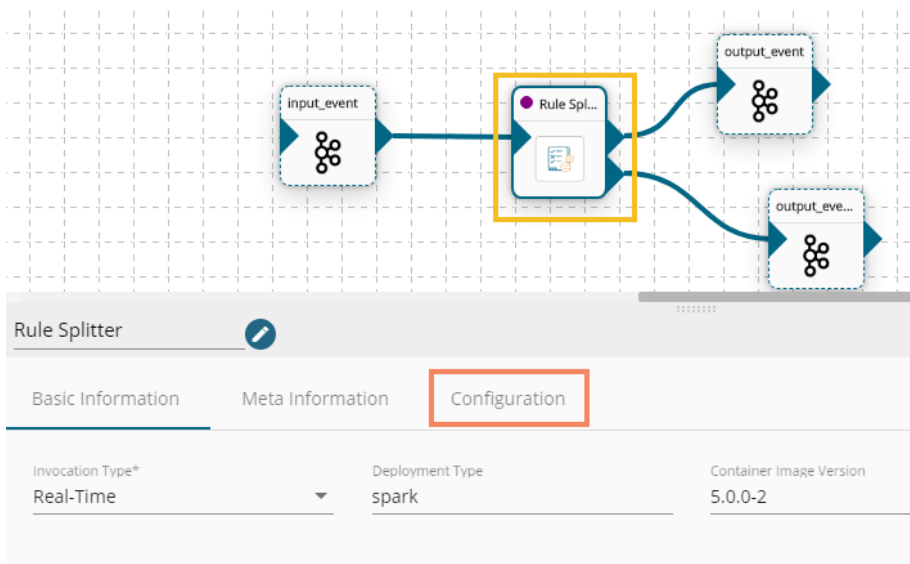 output_event
input_event
Rule Spl...
output_eve...
Rule Splitter
Basic Information
Meta Information
Configuration
Invocation Type*
Deployment Type
Container Image Version
Real-Time
spark
5.0.0-2